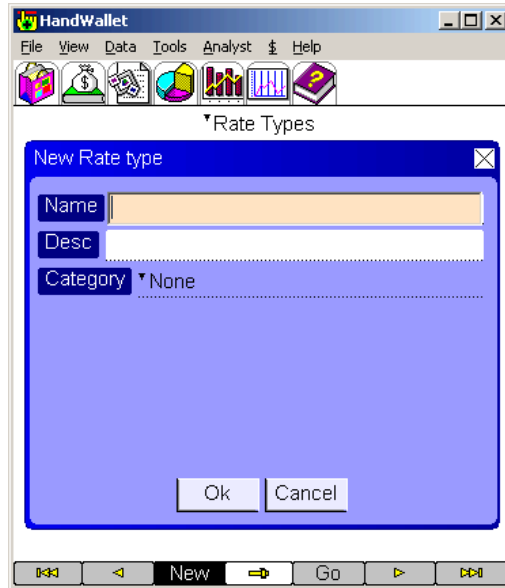 HandWallet
File View Data Tools Analyst $ Help
Rate Types
New Rate type
Name
Desc
Category None
Ok Cancel
New Go